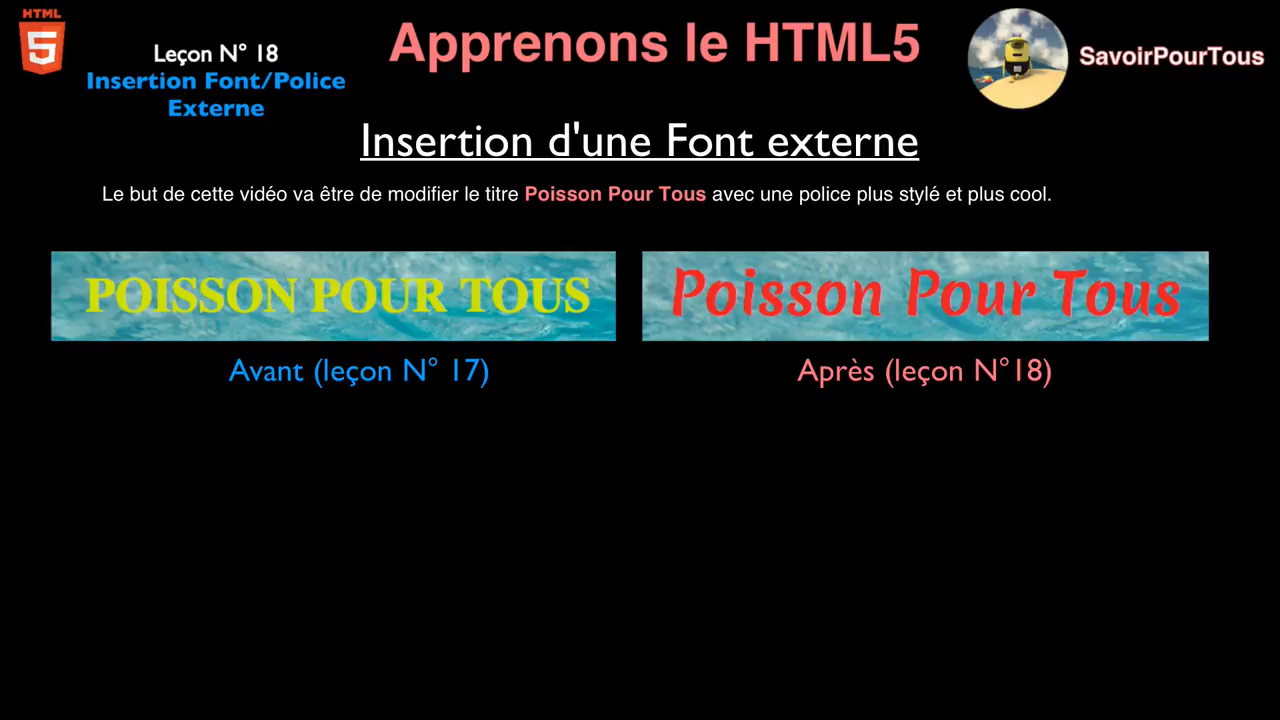 HTML
5
Leçon N° 18
Insertion Font/Police
Externe
Apprenons le HTML5
SavoirPourTous
Insertion d'une Font externe
Le but de cette vidéo va être de modifier le titre Poisson Pour Tous avec une police plus stylé et plus cool.
POISSON POUR TOUS
Poisson Pour Tous
Avant (leçon N° 17)
Après (leçon N°18)